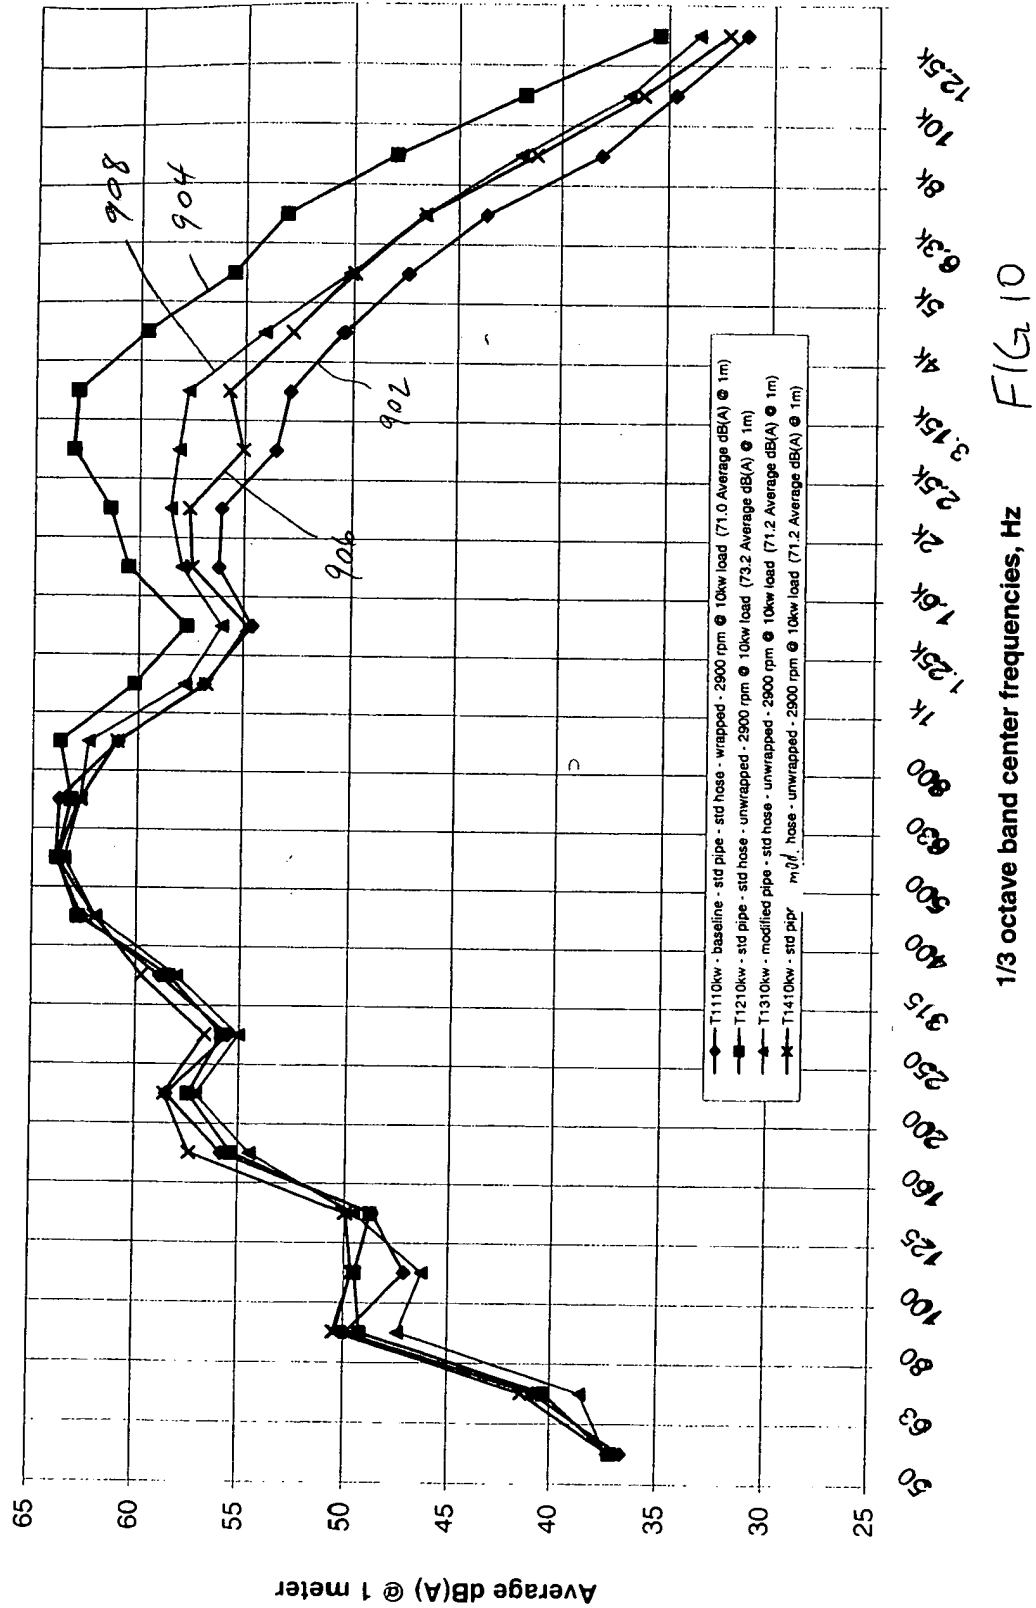 Average dB(A) @ 1 meter
65
60
55
50
45
40
35
30
25
50
63
80
100
125
160
200
250
315
400
500
630
800
1k
1.25k
1.6k
2k
2.5k
3.15k
4k
5k
6.3k
8k
10k
12.5k
1/3 octave band center frequencies, Hz
908
904
902
906
T1110kw - baseline - std pipe - std hose - wrapped - 2900 rpm @ 10kw load (71.0 Average dB(A) @ 1m)
T1210kw - std pipe - std hose - unwrapped - 2900 rpm @ 10kw load (73.2 Average dB(A) @ 1m)
T1310kw - modified pipe - std hose - unwrapped - 2900 rpm @ 10kw load (71.2 Average dB(A) @ 1m)
T1410kw - std pipe mod. hose - unwrapped - 2900 rpm @ 10kw load (71.2 Average dB(A) @ 1m)
FIG 10